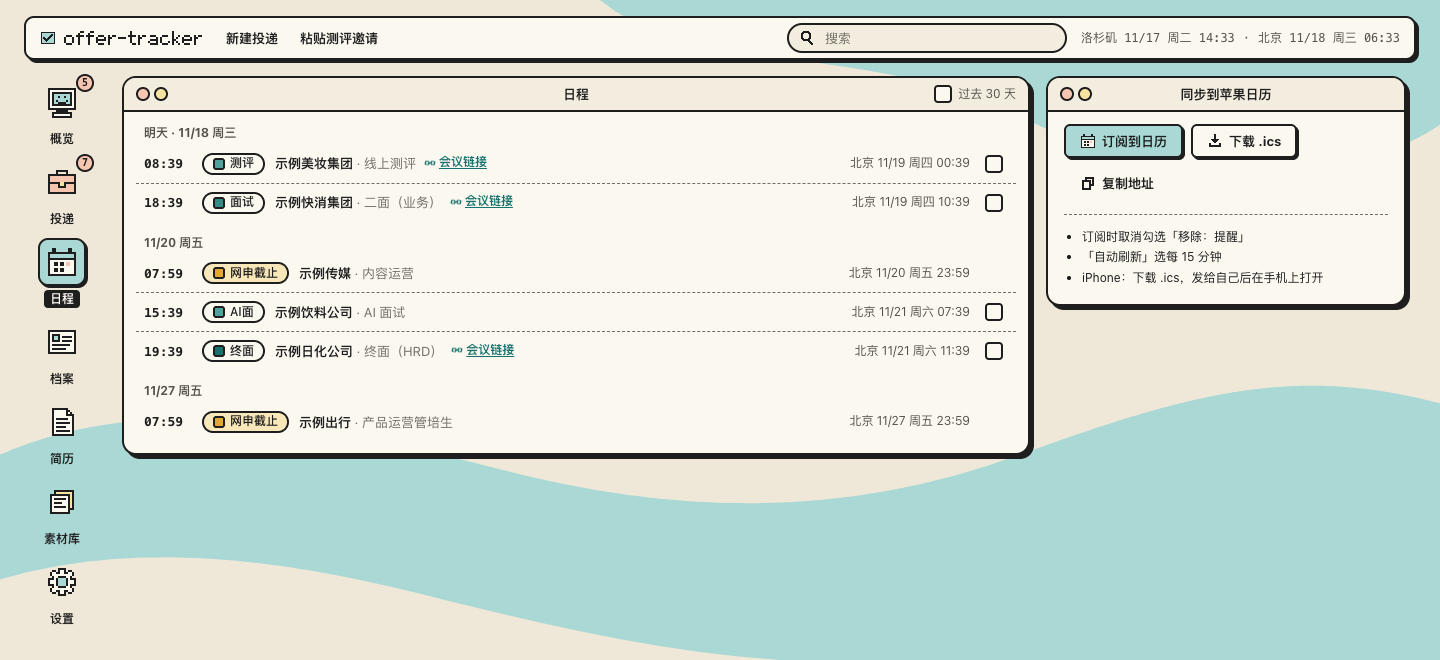 offer-tracker 新建投递 粘贴测评邀请 搜索 洛杉矶 11/17 周二 14:33 · 北京 11/18 周三 06:33
5
概览
7
投递
日程
档案
简历
素材库
设置
日程 过去 30 天
明天 · 11/18 周三
08:39 测评 示例美妆集团 · 线上测评 会议链接 北京 11/19 周四 00:39
18:39 面试 示例快消集团 · 二面（业务） 会议链接 北京 11/19 周四 10:39
11/20 周五
07:59 网申截止 示例传媒 · 内容运营 北京 11/20 周五 23:59
15:39 AI面 示例饮料公司 · AI 面试 北京 11/21 周六 07:39
19:39 终面 示例日化公司 · 终面（HRD） 会议链接 北京 11/21 周六 11:39
11/27 周五
07:59 网申截止 示例出行 · 产品运营管培生 北京 11/27 周五 23:59
同步到苹果日历
订阅到日历 下载 .ics
复制地址
• 订阅时取消勾选「移除：提醒」
• 「自动刷新」选每 15 分钟
• iPhone：下载 .ics，发给自己后在手机上打开